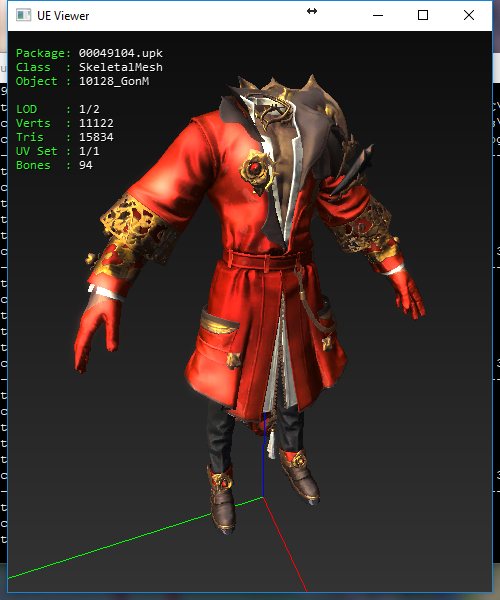 UE Viewer
Package: 00049104.upk
Class : SkeletalMesh
Object : 10128_GonM
LOD : 1/2
Verts : 11122
Tris : 15834
UV Set : 1/1
Bones : 94